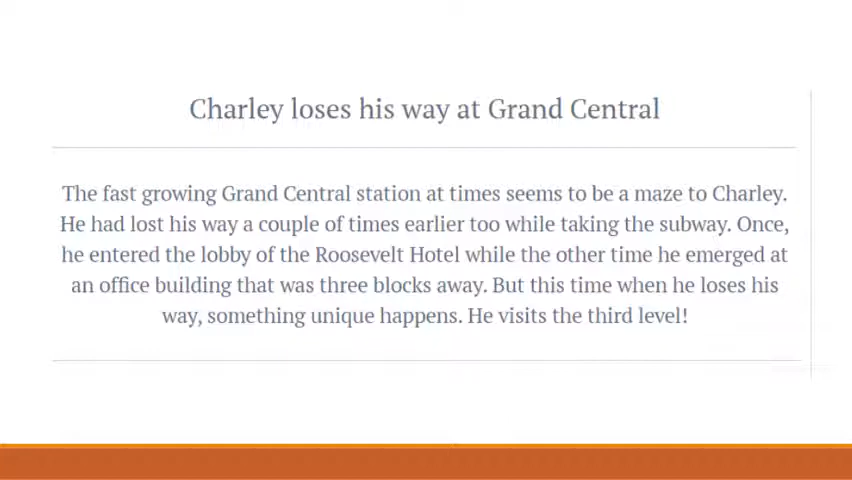 Charley loses his way at Grand Central
The fast growing Grand Central station at times seems to be a maze to Charley.
He had lost his way a couple of times earlier too while taking the subway. Once,
he entered the lobby of the Roosevelt Hotel while the other time he emerged at
an office building that was three blocks away. But this time when he loses his
way, something unique happens. He visits the third level!